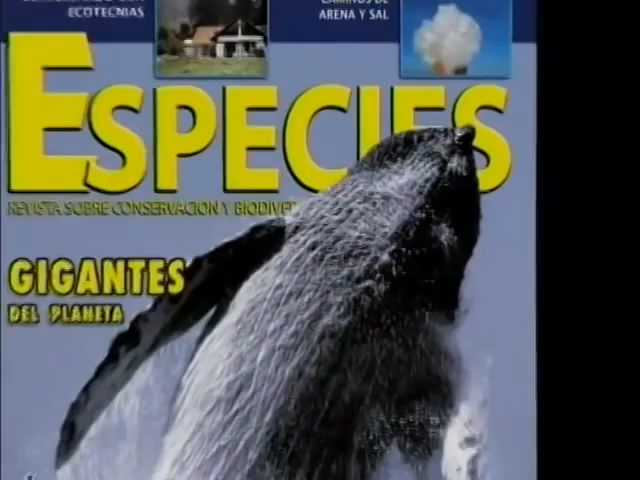 ECOTECNIAS
CAMINOS DE
ARENA Y SAL
ESPECIES
REVISTA SOBRE CONSERVACION Y
GIGANTES
DEL PLANETA